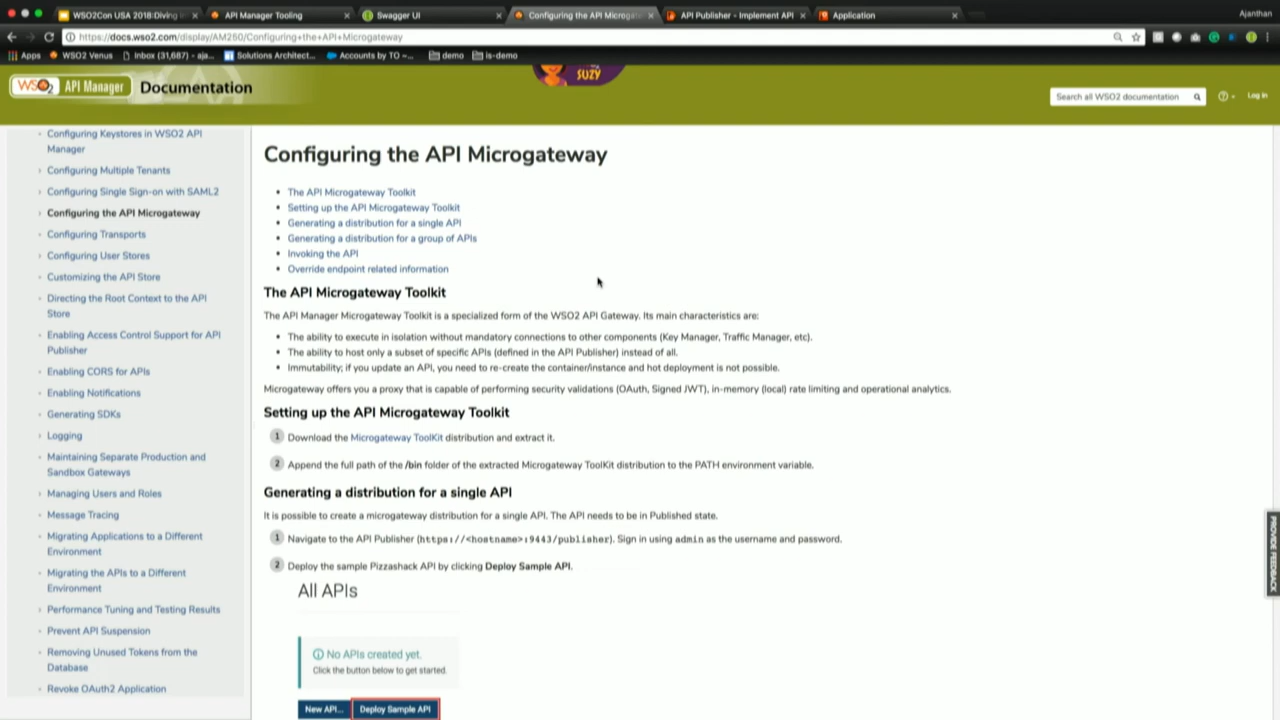 WSO2Con USA 2018:Diving
API Manager Tooling
Swagger UI
Configuring the API Microgatew
API Publisher - Implement API
Application
Ajanthan
https://docs.wso2.com/display/AM260/Configuring+the+API+Microgateway
Apps
WSO2 Venus
Inbox (31,687) - aja...
Solutions Architect...
Accounts by TO –...
demo
is-demo
WSO2 API Manager Documentation
SUZY
Search all WSO2 documentation
Log in
Configuring Keystores in WSO2 API
Manager
Configuring Multiple Tenants
Configuring Single Sign-on with SAML2
Configuring the API Microgateway
Configuring Transports
Configuring User Stores
Customizing the API Store
Directing the Root Context to the API
Store
Enabling Access Control Support for API
Publisher
Enabling CORS for APIs
Enabling Notifications
Generating SDKs
Logging
Maintaining Separate Production and
Sandbox Gateways
Managing Users and Roles
Message Tracing
Migrating Applications to a Different
Environment
Migrating the APIs to a Different
Environment
Performance Tuning and Testing Results
Prevent API Suspension
Removing Unused Tokens from the
Database
Revoke OAuth2 Application
Configuring the API Microgateway
The API Microgateway Toolkit
Setting up the API Microgateway Toolkit
Generating a distribution for a single API
Generating a distribution for a group of APIs
Invoking the API
Override endpoint related information
The API Microgateway Toolkit
The API Manager Microgateway Toolkit is a specialized form of the WSO2 API Gateway. Its main characteristics are:
The ability to execute in isolation without mandatory connections to other components (Key Manager, Traffic Manager, etc).
The ability to host only a subset of specific APIs (defined in the API Publisher) instead of all.
Immutability; if you update an API, you need to re-create the container/instance and hot deployment is not possible.
Microgateway offers you a proxy that is capable of performing security validations (OAuth, Signed JWT), in-memory (local) rate limiting and operational analytics.
Setting up the API Microgateway Toolkit
1 Download the Microgateway ToolKit distribution and extract it.
2 Append the full path of the /bin folder of the extracted Microgateway ToolKit distribution to the PATH environment variable.
Generating a distribution for a single API
It is possible to create a microgateway distribution for a single API. The API needs to be in Published state.
1 Navigate to the API Publisher (https://<hostname>:9443/publisher). Sign in using admin as the username and password.
2 Deploy the sample Pizzashack API by clicking Deploy Sample API.
All APIs
No APIs created yet.
Click the button below to get started.
New API...
Deploy Sample API
PROVIDE FEEDBACK